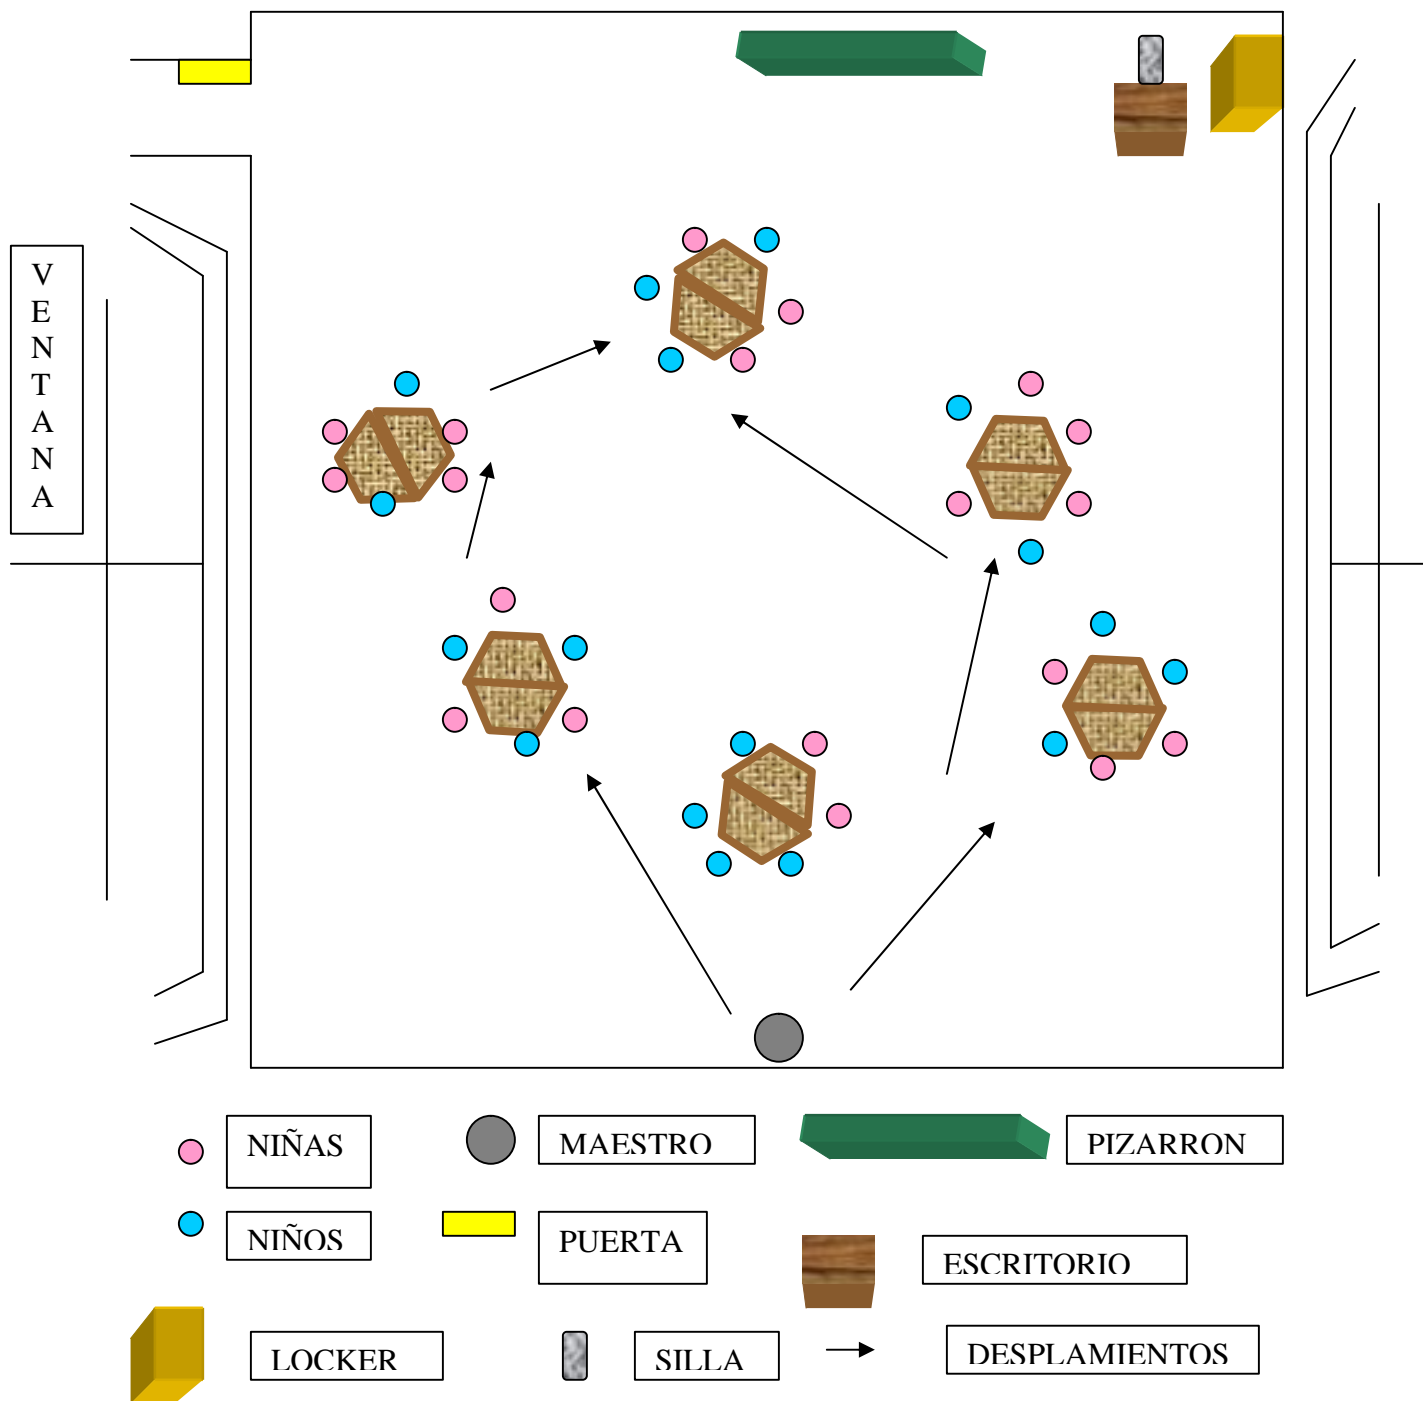 V
E
N
T
A
N
A
NIÑAS
MAESTRO
PIZARRON
NIÑOS
PUERTA
ESCRITORIO
LOCKER
SILLA
DESPLAMIENTOS